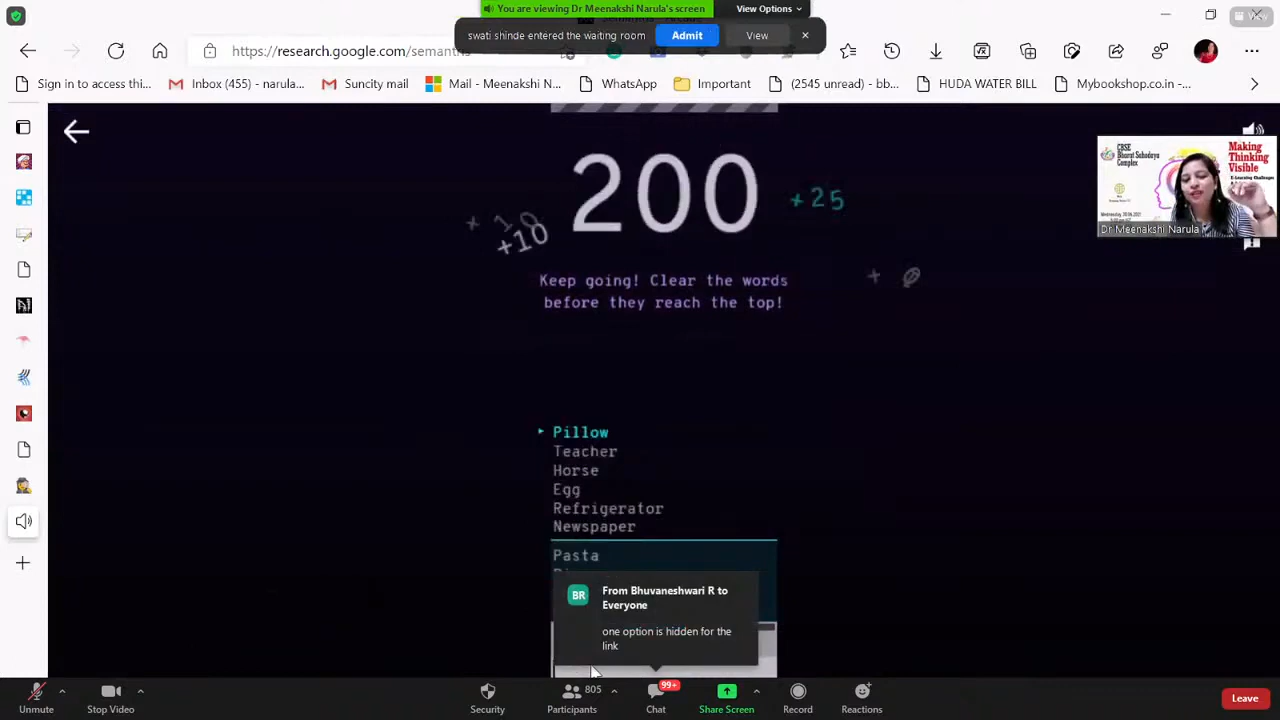 You are viewing Dr Meenakshi Narula's screen
View Options
swati shinde entered the waiting room
Admit
View
View
https://research.google.com/semantris
Sign in to access thi...
Inbox (455) - narula...
Suncity mail
Mail - Meenakshi N...
WhatsApp
Important
(2545 unread) - bb...
HUDA WATER BILL
Mybookshop.co.in -...
CBSE
Making
Thinking
Visible
Dr Meenakshi Narula
200
+25
+10
+10
Keep going! Clear the words
before they reach the top!
Pillow
Teacher
Horse
Egg
Refrigerator
Newspaper
Pasta
BR
From Bhuvaneshwari R to
Everyone
one option is hidden for the
link
Unmute
Stop Video
Security
805
Participants
99+
Chat
Share Screen
Record
Reactions
Leave